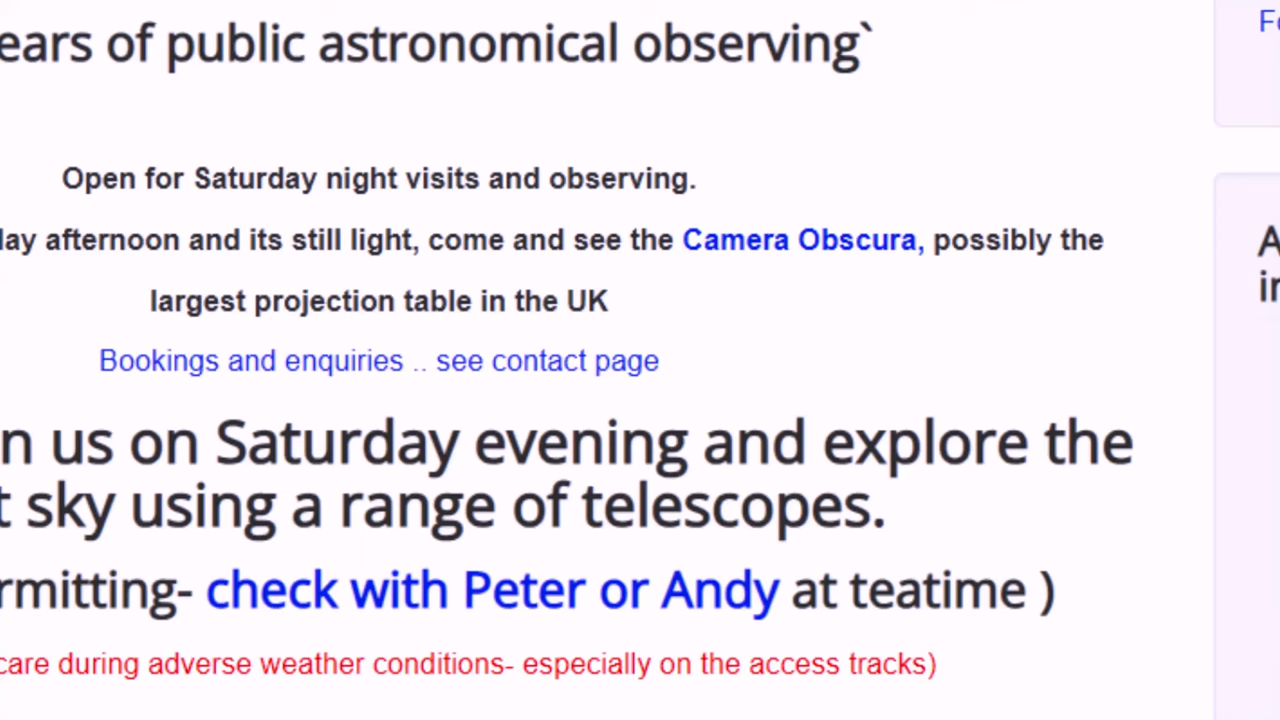 ears of public astronomical observing`
Open for Saturday night visits and observing.
lay afternoon and its still light, come and see the Camera Obscura, possibly the
largest projection table in the UK
Bookings and enquiries .. see contact page
n us on Saturday evening and explore the
t sky using a range of telescopes.
rmitting- check with Peter or Andy at teatime )
care during adverse weather conditions- especially on the access tracks)